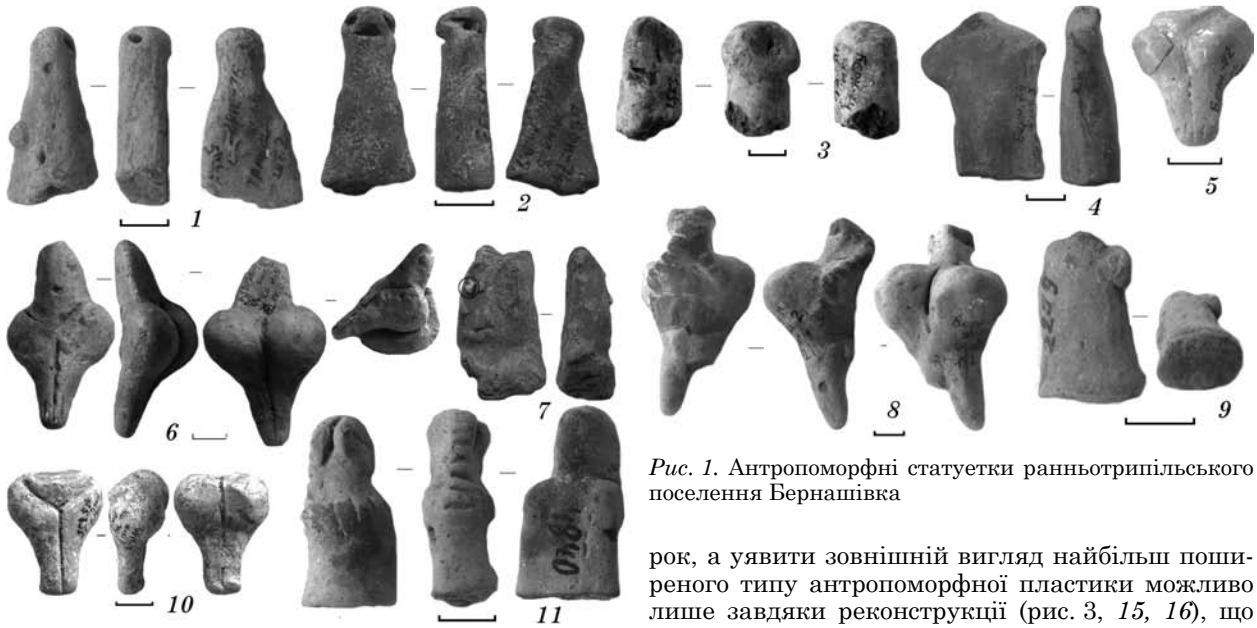 1
2
3
4
5
6
7
8
9
10
11
Рис. 1. Антропоморфні статуетки ранньотрипільського
поселення Бернашівка
рок, а уявити зовнішній вигляд найбільш поши-
реного типу антропоморфної пластики можливо
лише завдяки реконструкції (рис. 3, 15, 16), що